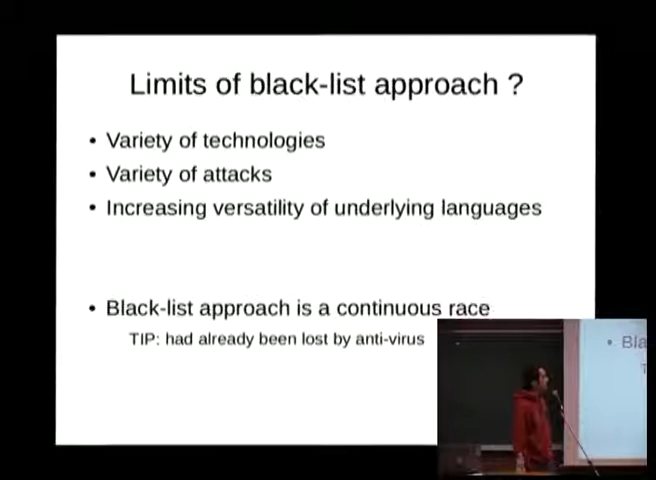 Limits of black-list approach ?
• Variety of technologies
• Variety of attacks
• Increasing versatility of underlying languages
• Black-list approach is a continuous race
TIP: had already been lost by anti-virus
• Bla
T